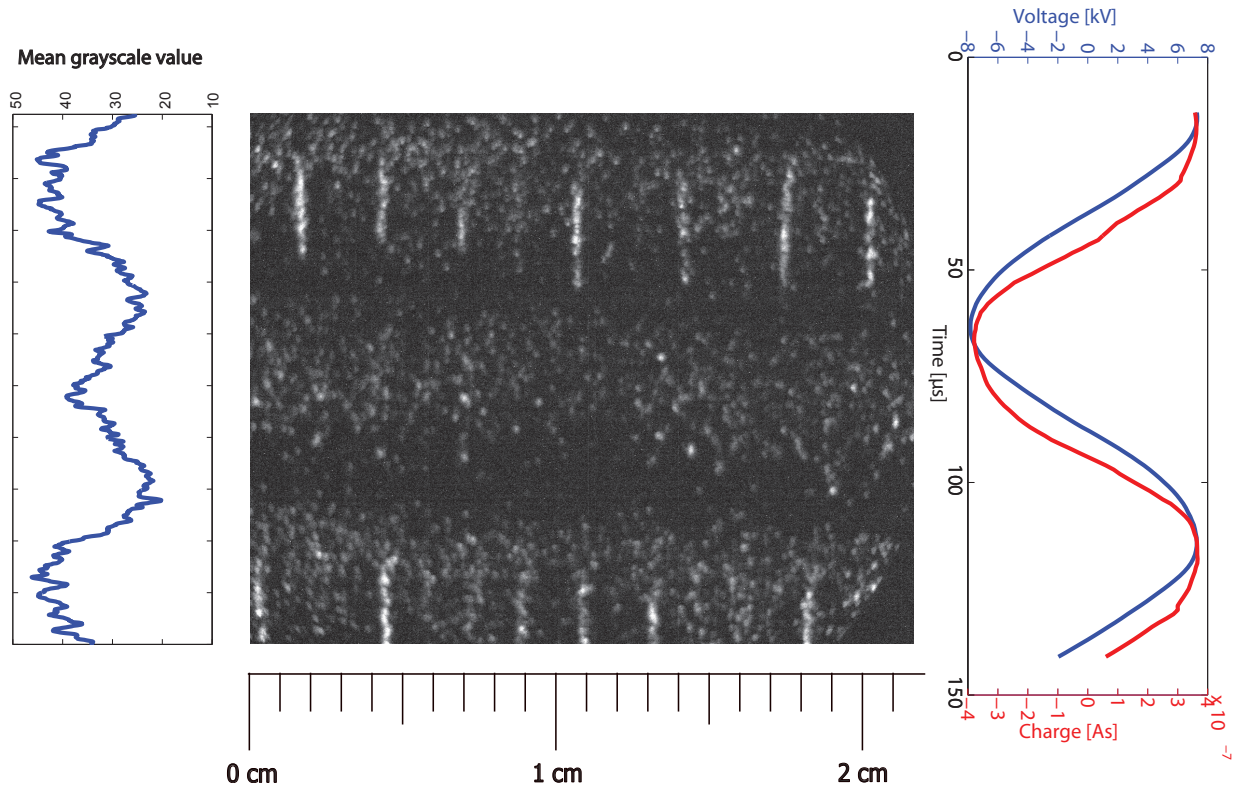 Mean grayscale value
50 40 30 20 10
0 cm 1 cm 2 cm
Voltage [kV]
−8 −6 −4 −2 0 2 4 6 8
0
50
100
150
Time [µs]
−4 −3 −2 −1 0 1 2 3 4
x 10 −7
Charge [As]